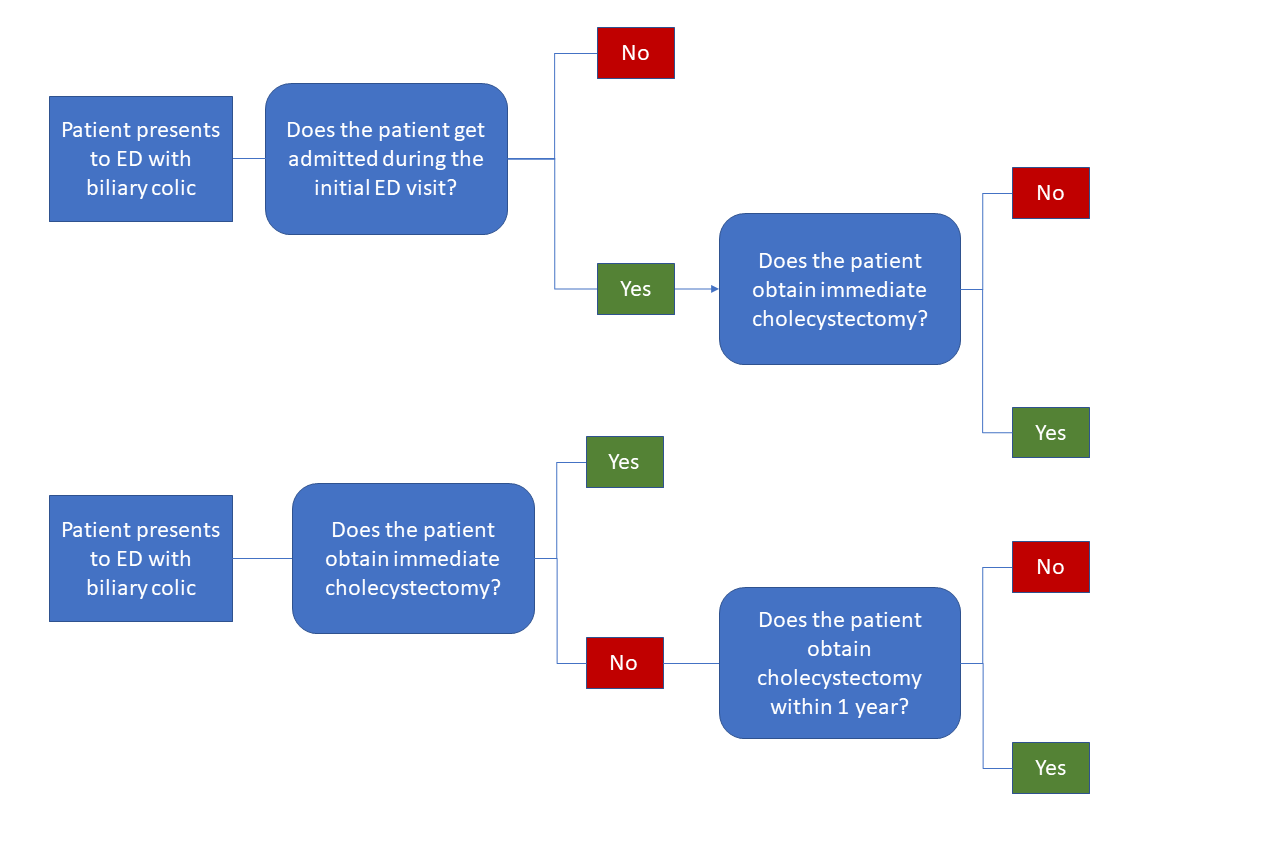 No
Patient presents
to ED with
biliary colic
Does the patient get
admitted during the
initial ED visit?
No
Yes
Does the patient
obtain immediate
cholecystectomy?
Yes
Yes
Patient presents
to ED with
biliary colic
Does the patient
obtain immediate
cholecystectomy?
No
No
Does the patient
obtain
cholecystectomy
within 1 year?
Yes